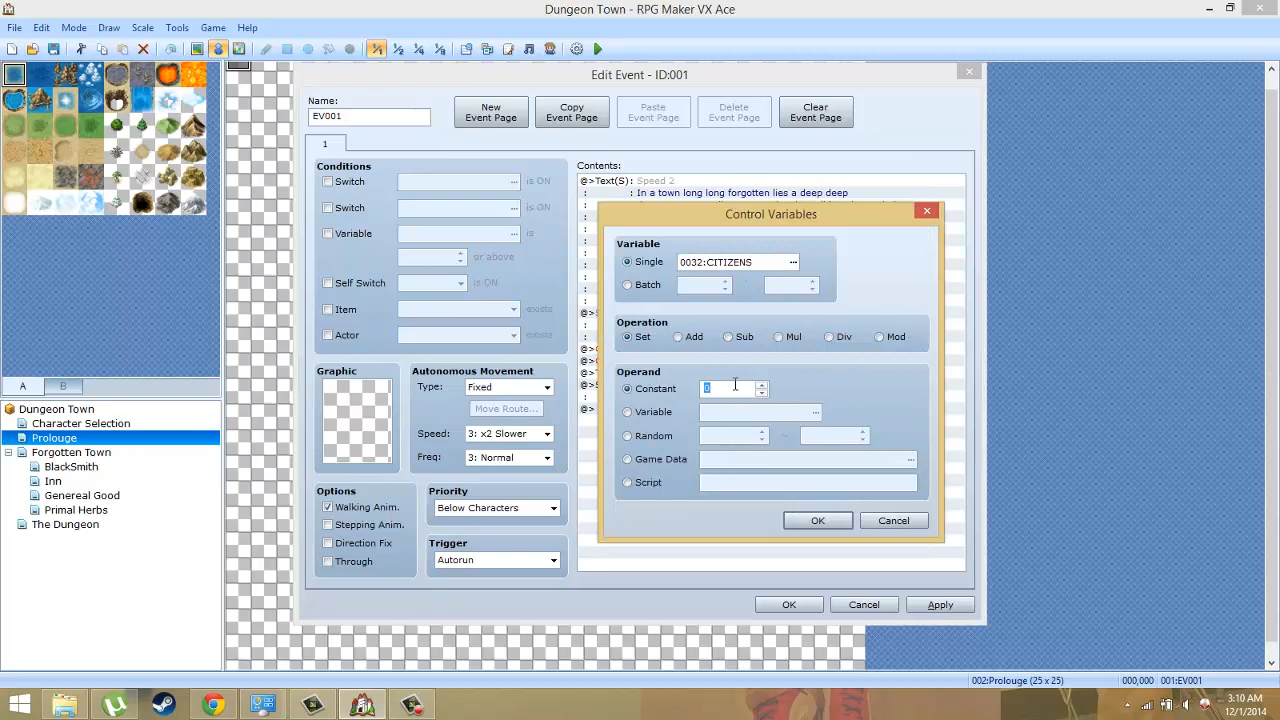 Dungeon Town - RPG Maker VX Ace
File Edit Mode Draw Scale Tools Game Help
Edit Event - ID:001
Name:
EV001
New Event Page
Copy Event Page
Paste Event Page
Delete Event Page
Clear Event Page
1
Conditions
Switch ... is ON
Switch ... is ON
Variable ... is
or above
Self Switch is ON
Item exists
Actor exists
Graphic
Autonomous Movement
Type: Fixed
Move Route...
Speed: 3: x2 Slower
Freq: 3: Normal
Options
Walking Anim.
Stepping Anim.
Direction Fix
Through
Priority
Below Characters
Trigger
Autorun
Contents:
@>Text(S): Speed 2
: : In a town long long forgotten lies a deep deep
Control Variables
Variable
Single 0032:CITIZENS ...
Batch ~
Operation
Set Add Sub Mul Div Mod
Operand
Constant 0
Variable ...
Random ~
Game Data ...
Script
OK Cancel
OK Cancel Apply
A B
Dungeon Town
Character Selection
Prolouge
Forgotten Town
BlackSmith
Inn
Genereal Good
Primal Herbs
The Dungeon
002:Prolouge (25 x 25) 000,000 001:EV001
3:10 AM
12/1/2014